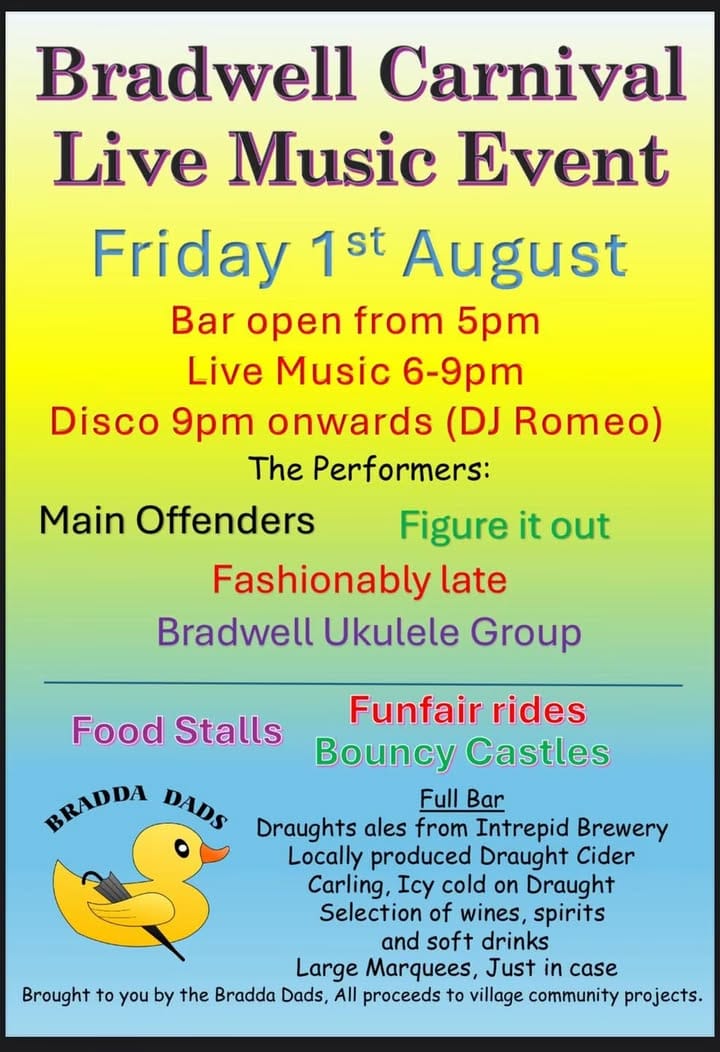 Bradwell Carnival
Live Music Event
Friday 1st August
Bar open from 5pm
Live Music 6-9pm
Disco 9pm onwards (DJ Romeo)
The Performers:
Main Offenders
Figure it out
Fashionably late
Bradwell Ukulele Group
Food Stalls
Funfair rides
Bouncy Castles
BRADDA DADS
Full Bar
Draughts ales from Intrepid Brewery
Locally produced Draught Cider
Carling, Icy cold on Draught
Selection of wines, spirits
and soft drinks
Large Marquees, Just in case
Brought to you by the Bradda Dads, All proceeds to village community projects.